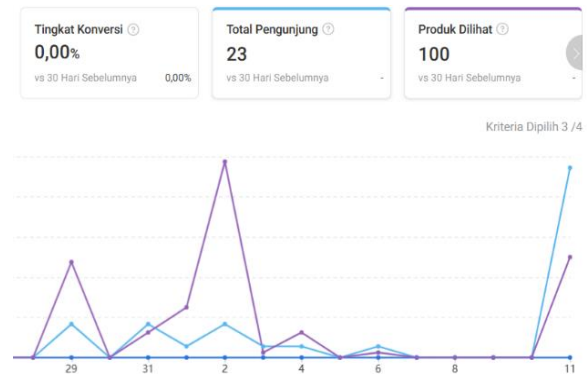 Tingkat Konversi
0,00%
vs 30 Hari Sebelumnya 0,00%
Total Pengunjung
23
vs 30 Hari Sebelumnya -
Produk Dilihat
100
vs 30 Hari Sebelumnya -
Kriteria Dipilih 3 /4
29 31 2 4 6 8 11